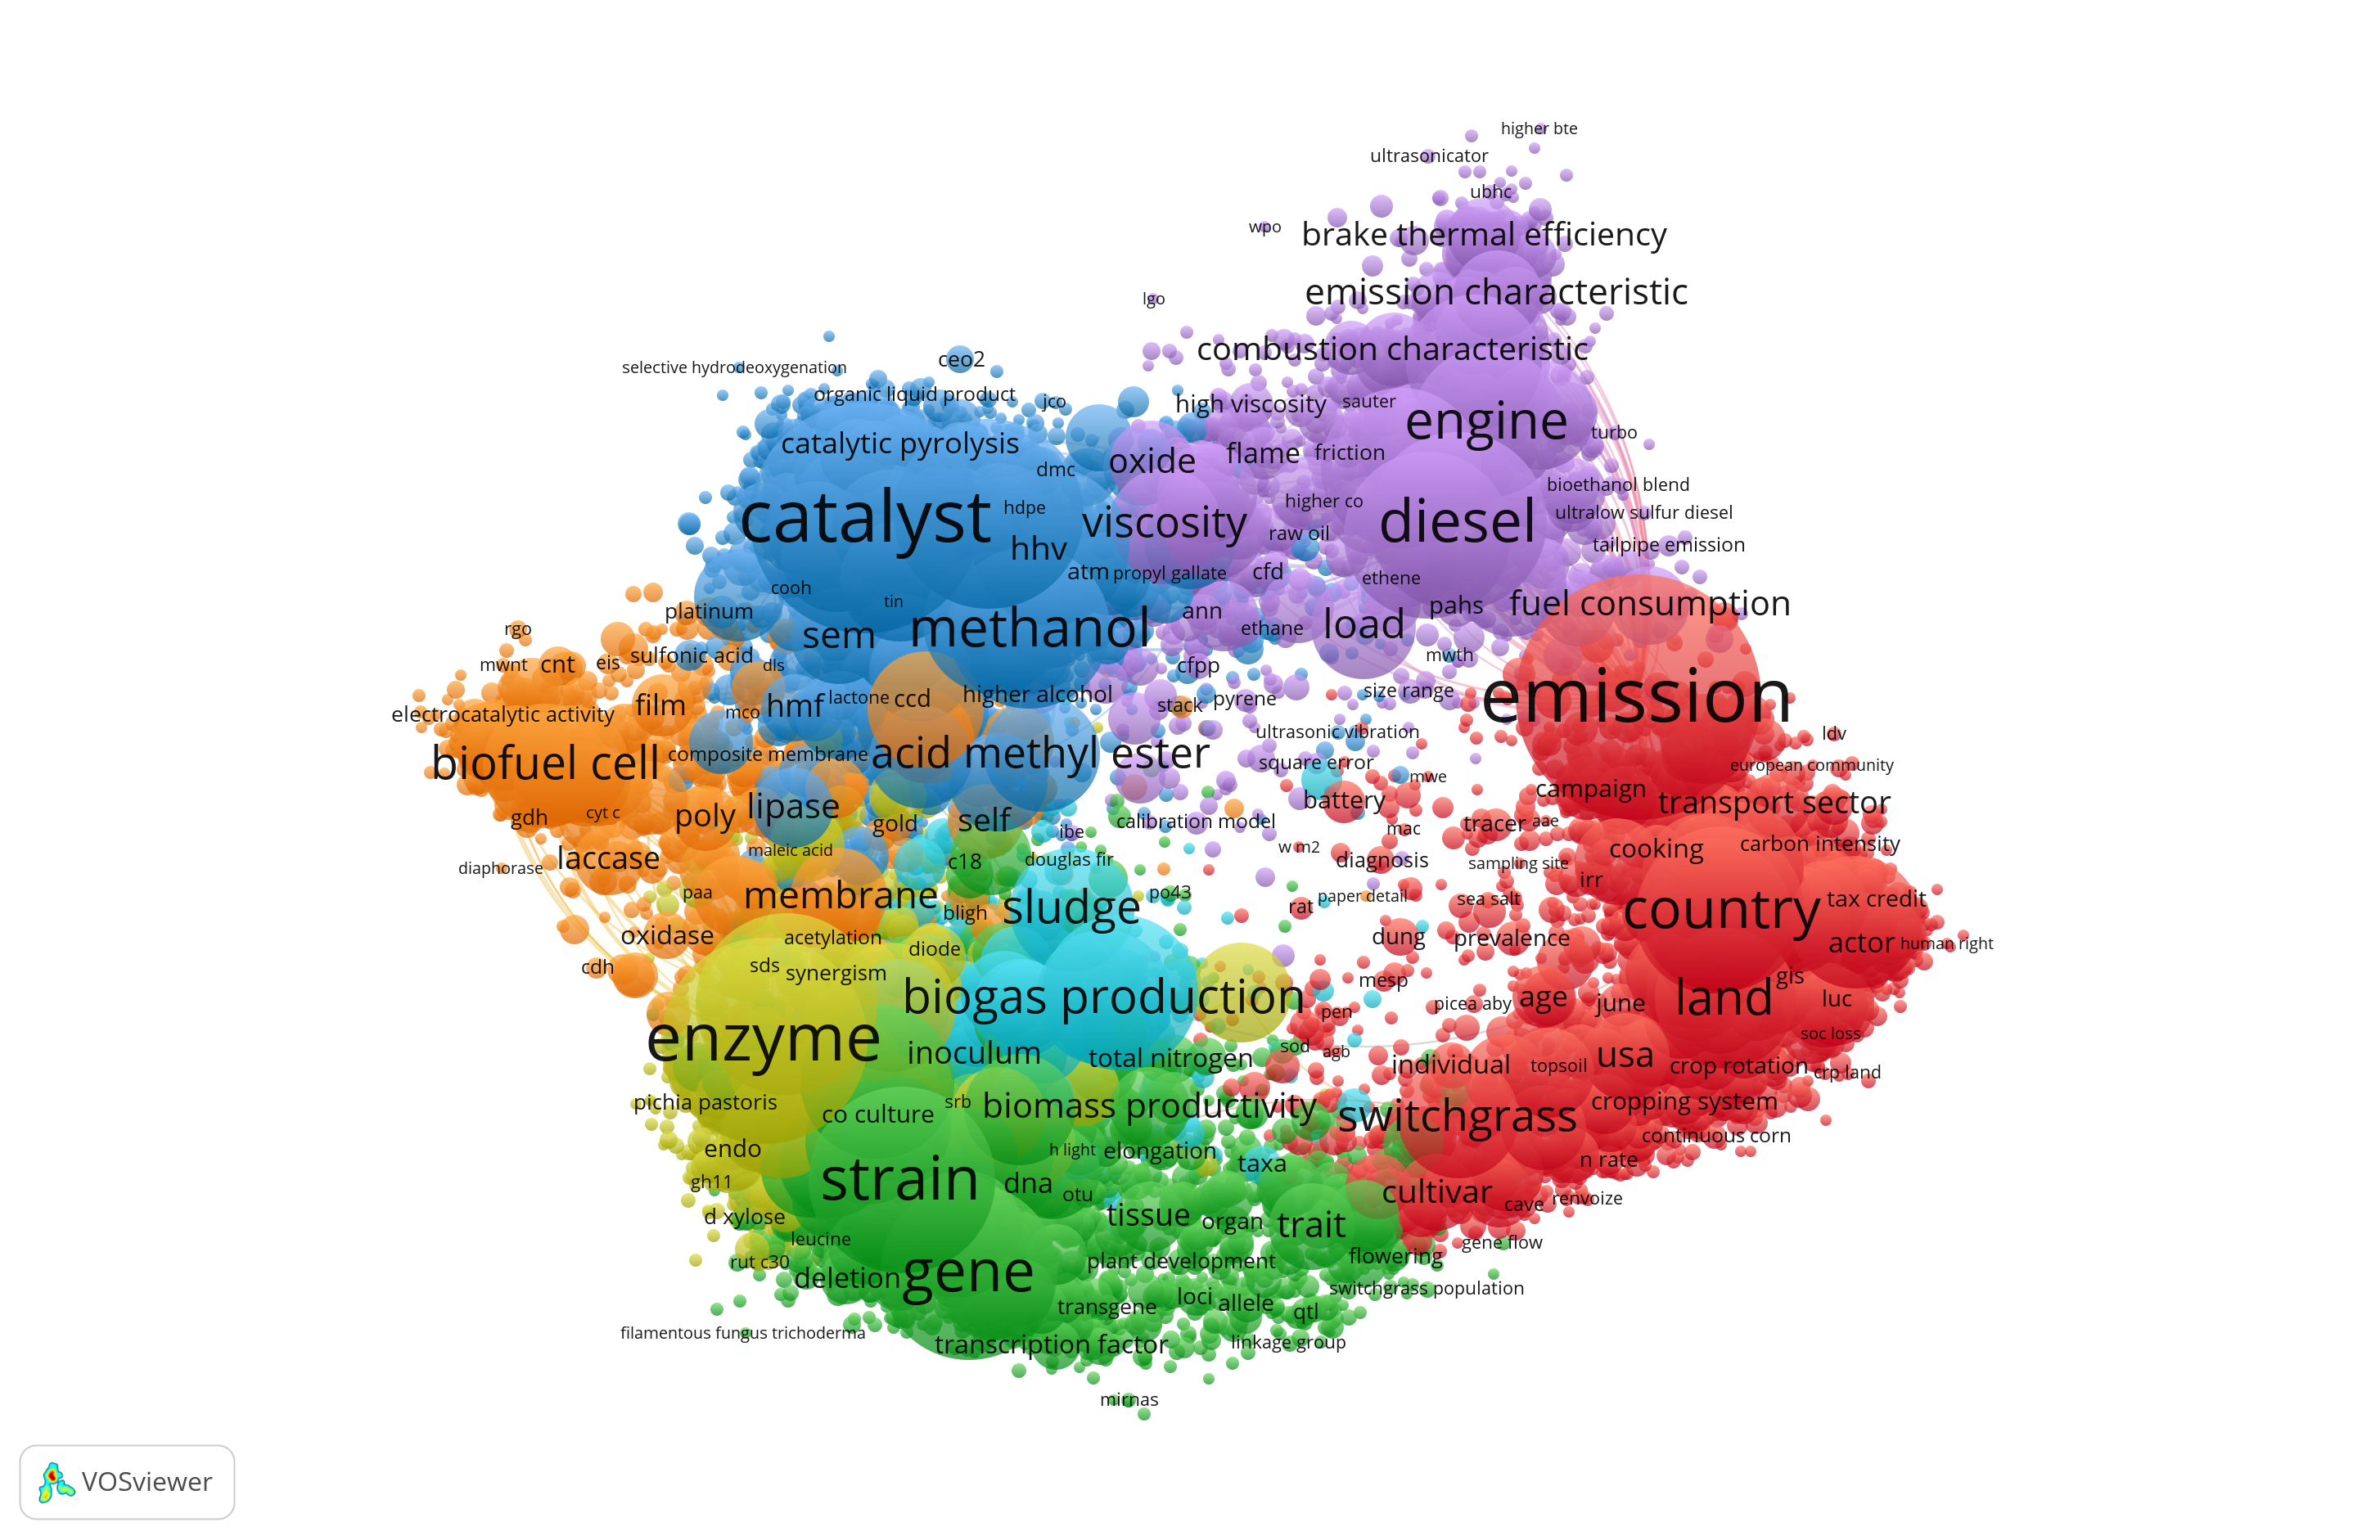 higher bte
ultrasonicator
ubhc
wpo
brake thermal efficiency
emission characteristic
lgo
combustion characteristic
ceo2
selective hydrodeoxygenation
organic liquid product
jco
high viscosity
sauter
engine
turbo
catalytic pyrolysis
dmc
oxide
flame
friction
catalyst
hdpe
viscosity
higher co
diesel
bioethanol blend
ultralow sulfur diesel
hhv
raw oil
tailpipe emission
atm
propyl gallate
cfd
ethene
cooh
tin
platinum
ann
pahs
fuel consumption
rgo
sem
methanol
ethane
load
mwnt
cnt
eis
sulfonic acid
dls
cfpp
mwth
electrocatalytic activity
film
mco
hmf
lactone
ccd
higher alcohol
stack
pyrene
size range
emission
ultrasonic vibration
ldv
biofuel cell
composite membrane
acid methyl ester
square error
mwe
european community
gdh
cyt c
poly
lipase
gold
self
ibe
calibration model
battery
mac
tracer
aae
campaign
transport sector
diaphorase
laccase
maleic acid
c18
douglas fir
w m2
diagnosis
sampling site
cooking
carbon intensity
paa
membrane
bligh
sludge
po43
rat
paper detail
sea salt
irr
country
tax credit
oxidase
acetylation
diode
dung
prevalence
actor
human right
cdh
sds
synergism
biogas production
mesp
picea aby
age
june
land
gis
luc
pen
enzyme
inoculum
total nitrogen
sod
agb
individual
topsoil
usa
crop rotation
soc loss
crp land
pichia pastoris
co culture
srb
biomass productivity
switchgrass
cropping system
endo
h light
elongation
taxa
continuous corn
n rate
gh11
strain
dna
otu
cultivar
cave
renvoize
d xylose
tissue
organ
trait
leucine
rut c30
deletion
gene
plant development
flowering
gene flow
transgene
loci
allele
qtl
switchgrass population
filamentous fungus trichoderma
transcription factor
linkage group
mirnas
VOSviewer